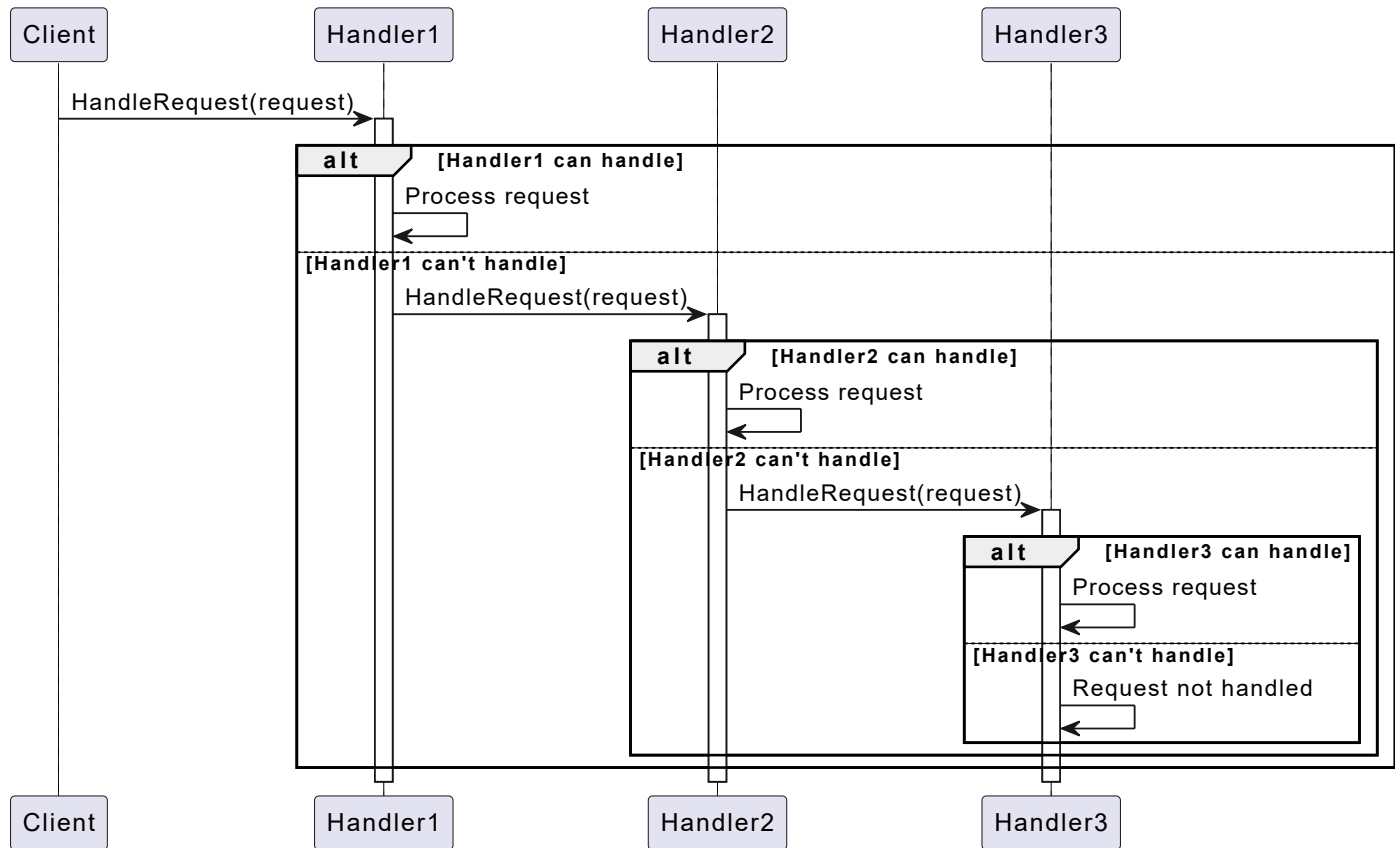 Client Handler1 Handler2 Handler3
HandleRequest(request)
alt [Handler1 can handle]
Process request
[Handler1 can't handle]
HandleRequest(request)
alt [Handler2 can handle]
Process request
[Handler2 can't handle]
HandleRequest(request)
alt [Handler3 can handle]
Process request
[Handler3 can't handle]
Request not handled
Client Handler1 Handler2 Handler3